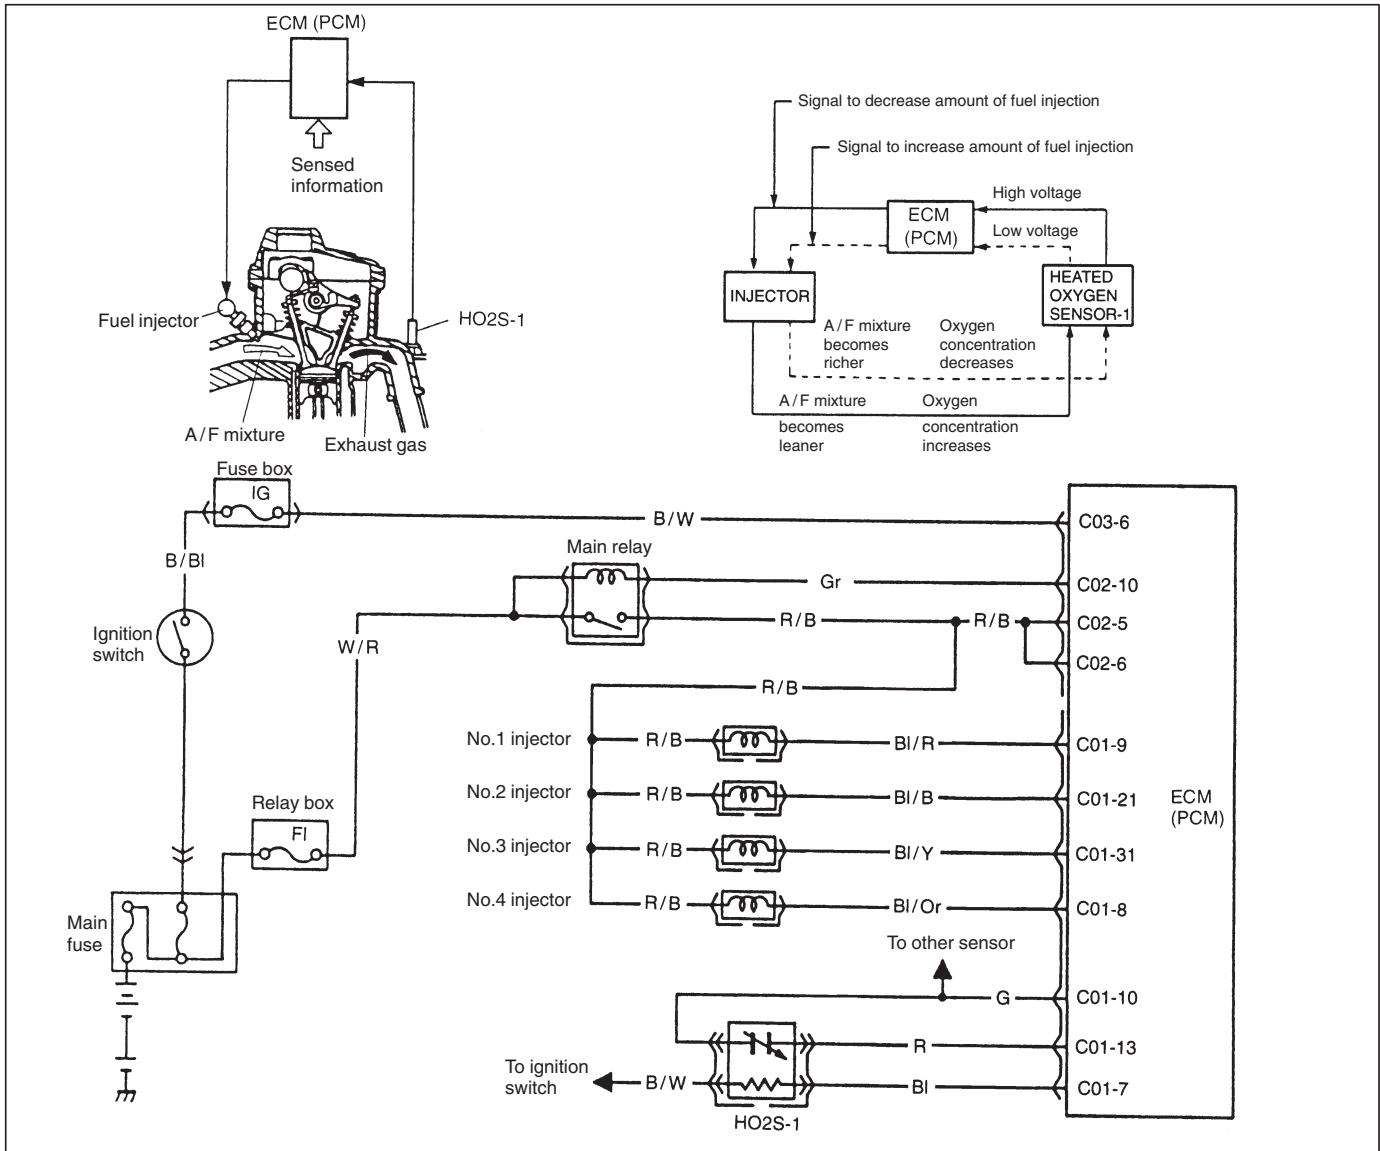 ECM (PCM)
Sensed
information
Fuel injector
HO2S-1
A/F mixture
Exhaust gas
Signal to decrease amount of fuel injection
Signal to increase amount of fuel injection
High voltage
ECM
(PCM)
Low voltage
INJECTOR
HEATED
OXYGEN
SENSOR-1
A/F mixture
becomes
richer
Oxygen
concentration
decreases
A/F mixture
becomes
leaner
Oxygen
concentration
increases
Fuse box
IG
B/W
C03-6
B/Bl
Main relay
Gr
C02-10
Ignition
switch
W/R
R/B
R/B
C02-5
C02-6
R/B
No.1 injector
R/B
Bl/R
C01-9
No.2 injector
R/B
Bl/B
C01-21
ECM
(PCM)
Relay box
FI
No.3 injector
R/B
Bl/Y
C01-31
No.4 injector
R/B
Bl/Or
C01-8
Main
fuse
To other sensor
G
C01-10
R
C01-13
To ignition
switch
B/W
Bl
C01-7
HO2S-1